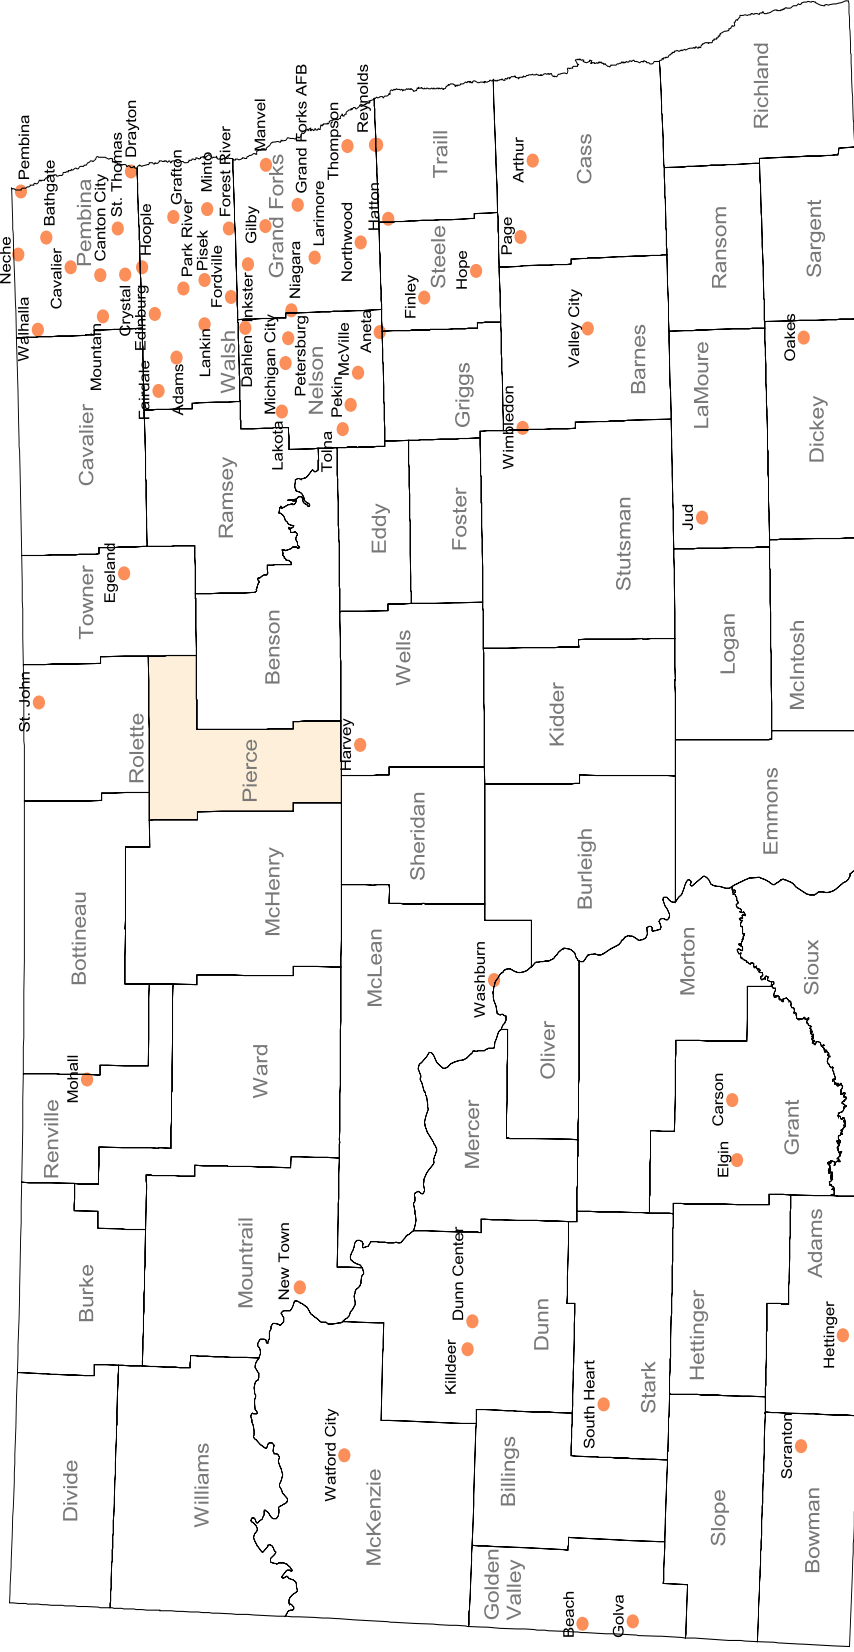 Neche
Pembina
Walhalla
Bathgate
Cavalier
Pembina
Canton City
St. Thomas
Drayton
Mountain
Crystal
Hoople
Edinburg
Cavalier
Fairdale
Adams
Park River
Grafton
Pisek
Minto
Lankin
Fordville
Forest River
Walsh
Dahlen
Inkster
Gilby
Manvel
Grand Forks
Grand Forks AFB
Niagara
Larimore
Thompson
Northwood
Reynolds
Hatton
Michigan City
Petersburg
Lakota
Nelson
McVille
Pekin
Tolna
Aneta
Ramsey
Towner
Egeland
St. John
Rolette
Pierce
Benson
Harvey
Wells
Eddy
Foster
Griggs
Finley
Steele
Hope
Traill
Page
Arthur
Cass
Valley City
Barnes
Wimbledon
Stutsman
Richland
Ransom
Sargent
LaMoure
Jud
Oakes
Dickey
Logan
McIntosh
Kidder
Sheridan
Burleigh
Emmons
Bottineau
McHenry
McLean
Washburn
Renville
Mohall
Ward
Oliver
Mercer
Morton
Sioux
Carson
Elgin
Grant
Burke
Mountrail
New Town
Dunn Center
Killdeer
Dunn
South Heart
Stark
Hettinger
Adams
Hettinger
Divide
Williams
Watford City
McKenzie
Billings
Golden
Valley
Beach
Golva
Slope
Scranton
Bowman